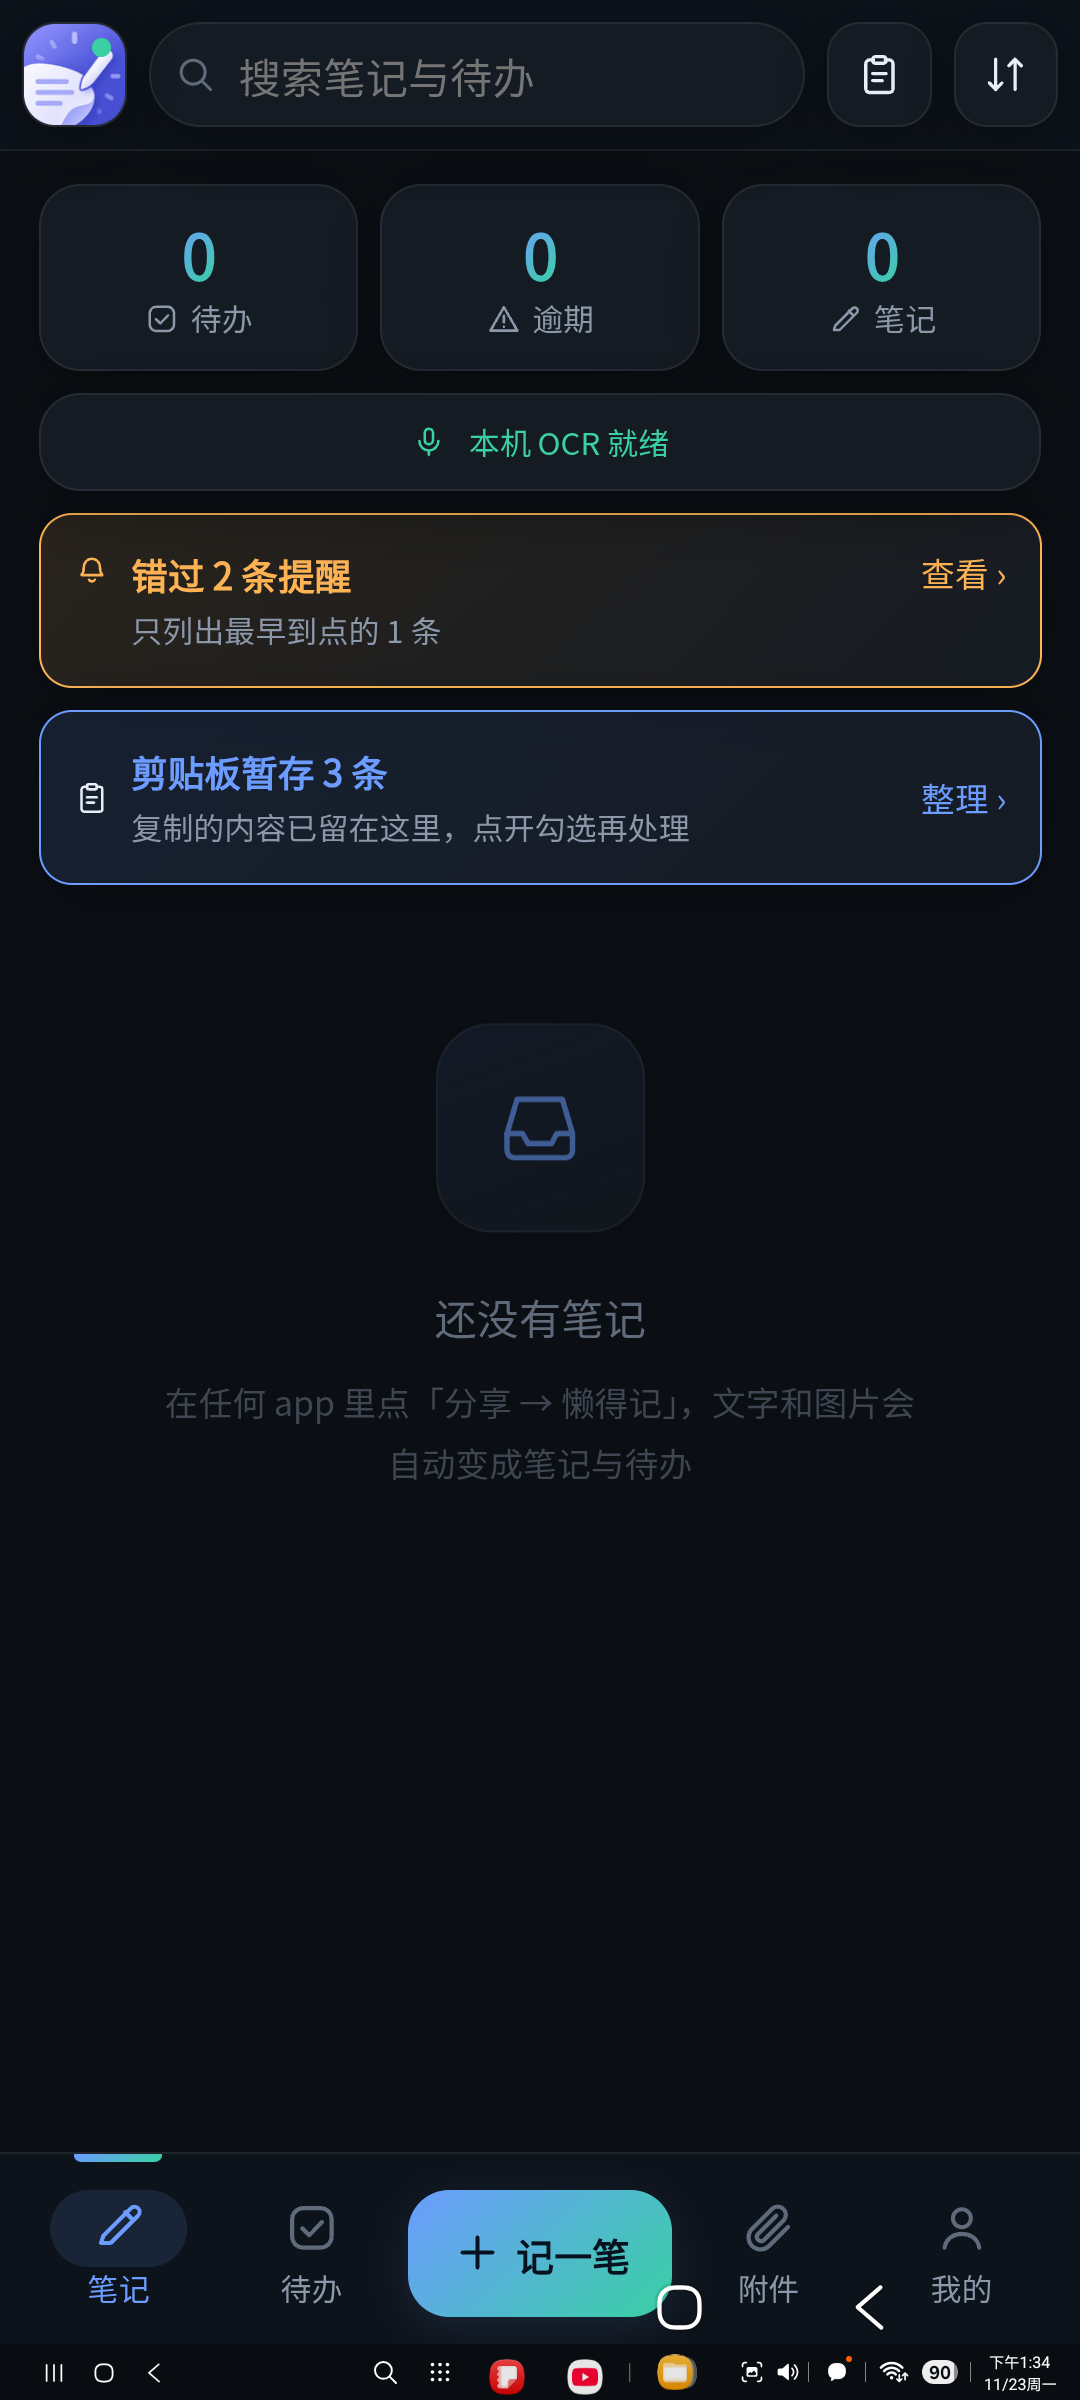 搜索笔记与待办
0
待办
0
逾期
0
笔记
本机 OCR 就绪
错过 2 条提醒
查看 ›
只列出最早到点的 1 条
剪贴板暂存 3 条
复制的内容已留在这里，点开勾选再处理
整理 ›
还没有笔记
在任何 app 里点「分享 → 懒得记」，文字和图片会
自动变成笔记与待办
笔记
待办
记一笔
附件
我的
90
下午1:34
11/23周一